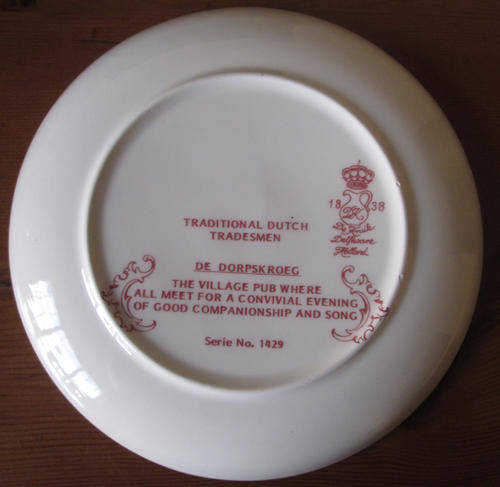 18 38
Delftware
Holland
TRADITIONAL DUTCH
TRADESMEN
DE DORPSKROEG
THE VILLAGE PUB WHERE
ALL MEET FOR A CONVIVIAL EVENING
OF GOOD COMPANIONSHIP AND SONG
Serie No. 1429